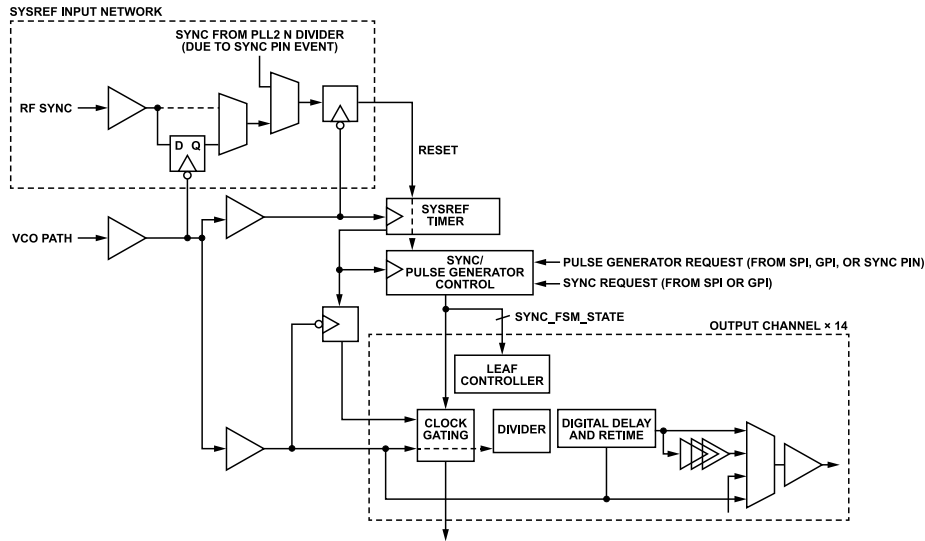 SYSREF INPUT NETWORK
SYNC FROM PLL2 N DIVIDER
(DUE TO SYNC PIN EVENT)
RF SYNC
D Q
RESET
VCO PATH
SYSREF
TIMER
SYNC/
PULSE GENERATOR
CONTROL
PULSE GENERATOR REQUEST (FROM SPI, GPI, OR SYNC PIN)
SYNC REQUEST (FROM SPI OR GPI)
SYNC_FSM_STATE
OUTPUT CHANNEL × 14
LEAF
CONTROLLER
CLOCK
GATING
DIVIDER
DIGITAL DELAY
AND RETIME